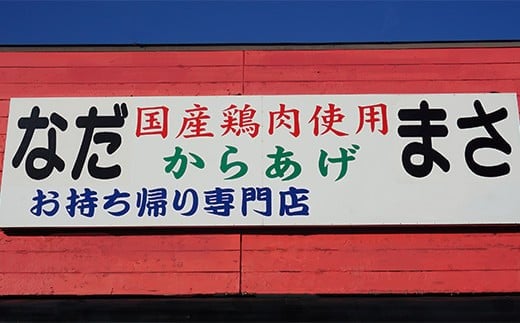 なだ
国産鶏肉使用
からあげ
お持ち帰り専門店
まさ